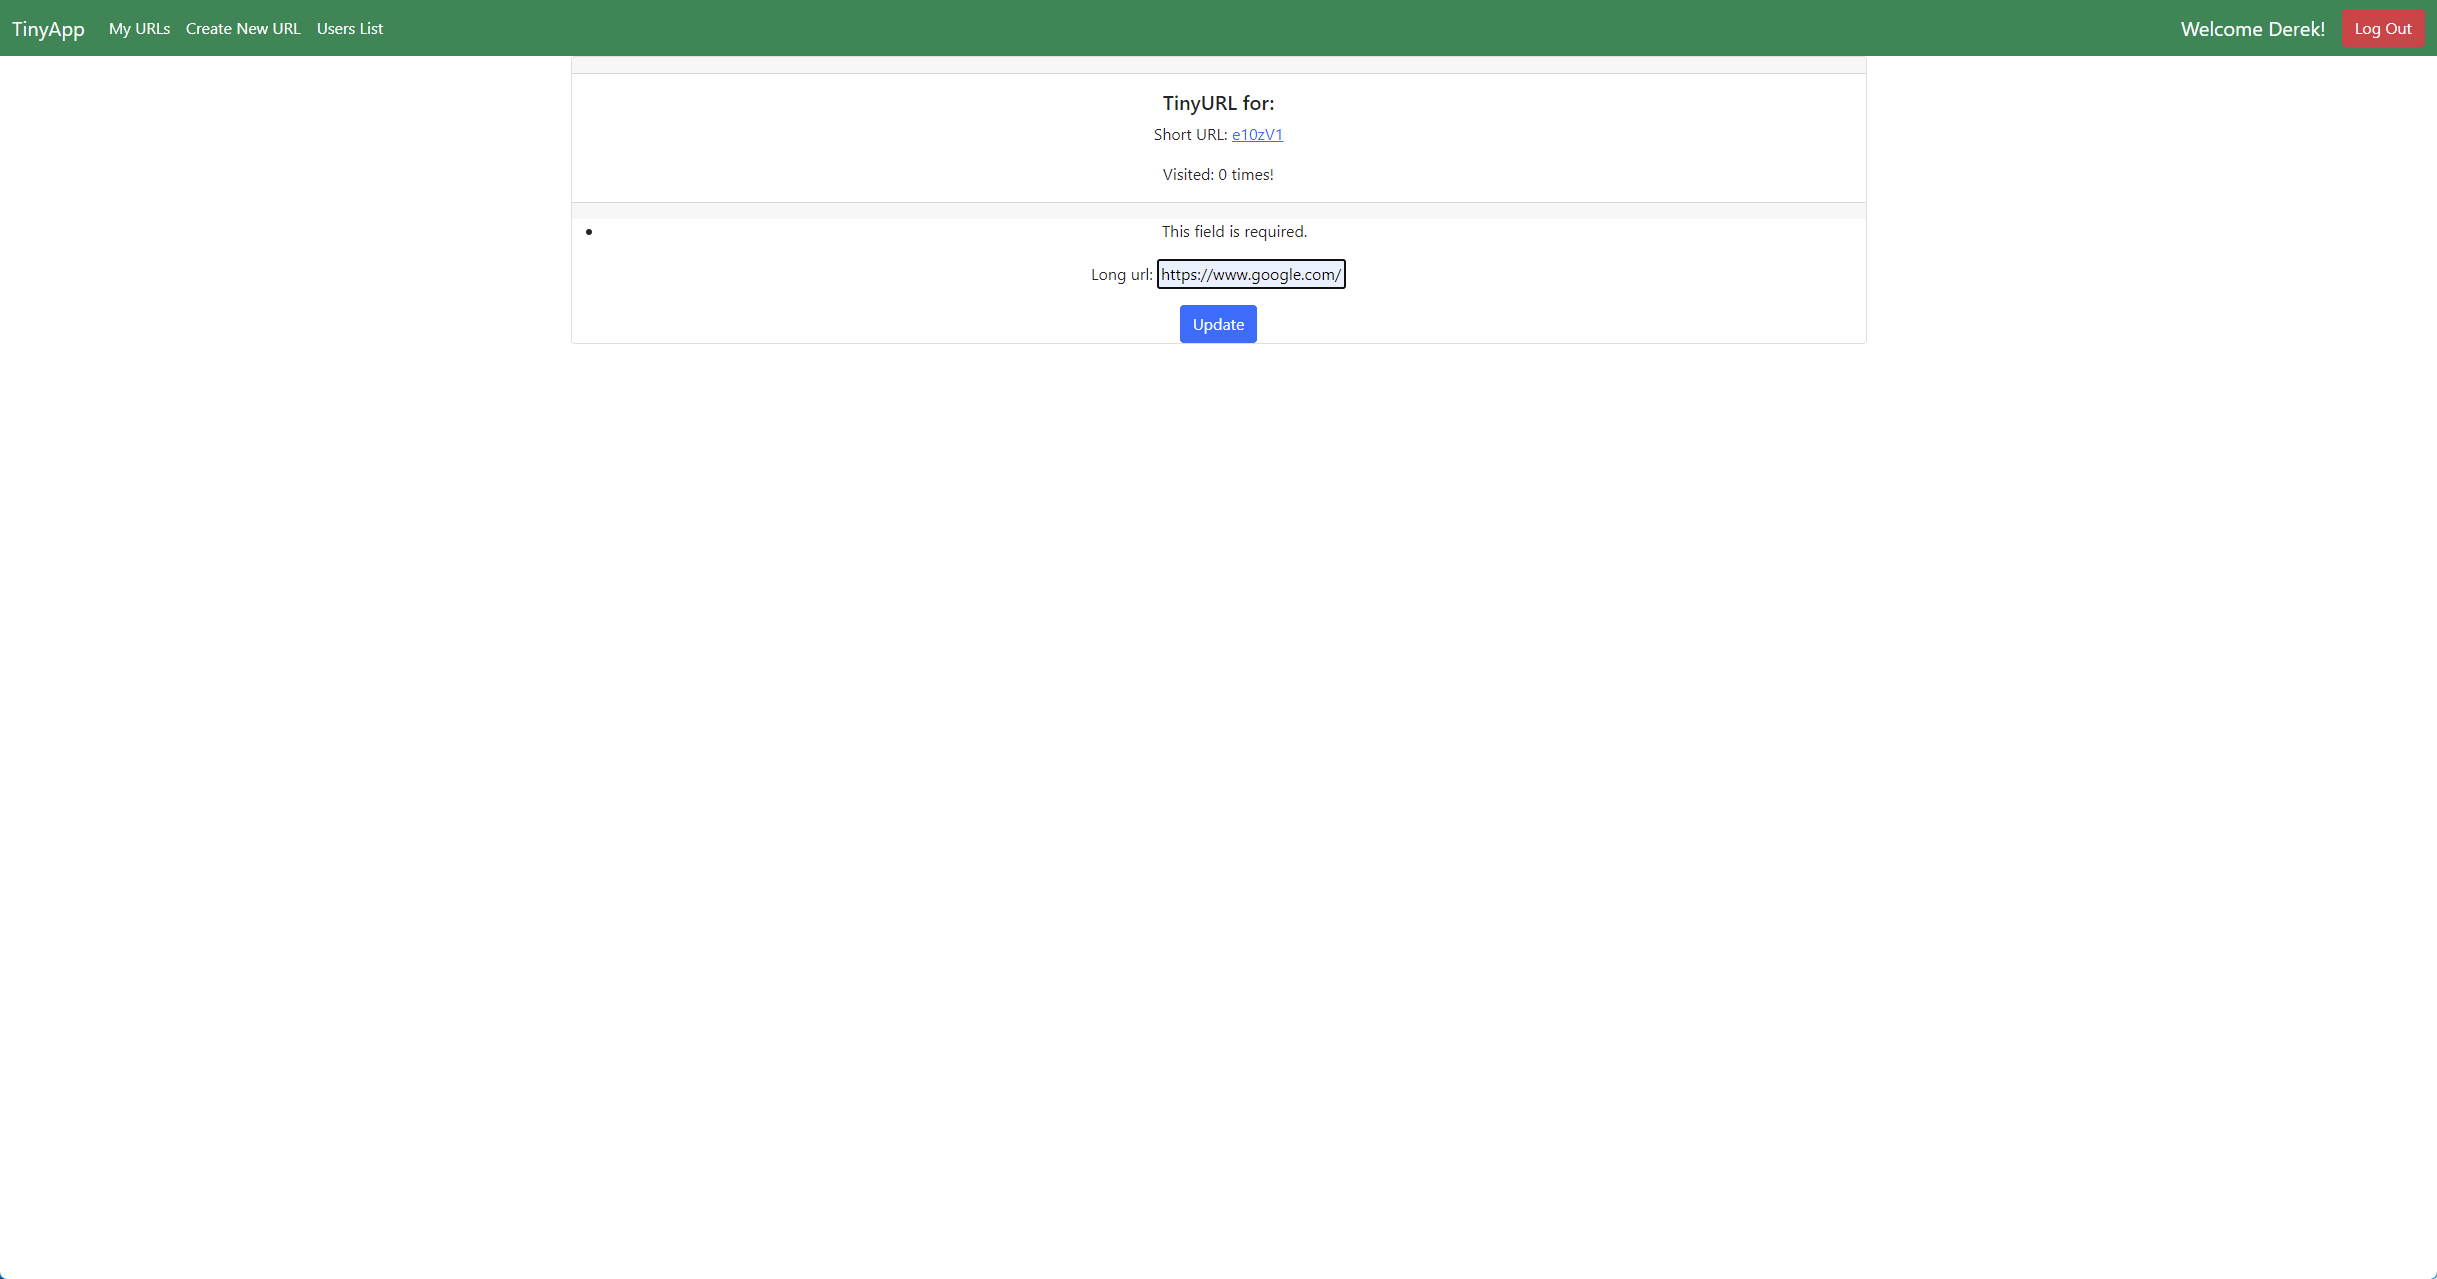 TinyApp My URLs Create New URL Users List Welcome Derek! Log Out
TinyURL for:
Short URL: e10zV1
Visited: 0 times!
• This field is required.
Long url: https://www.google.com/
Update